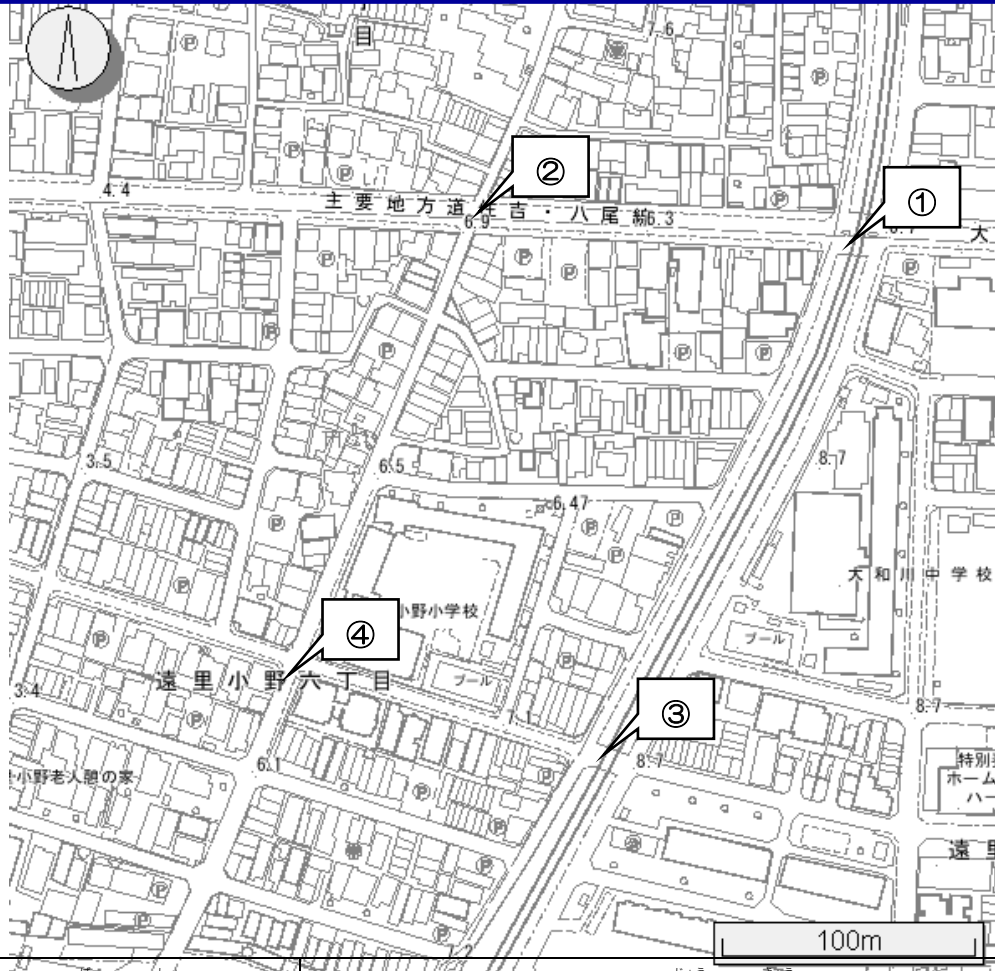 目
7.6
②
①
4.4
主要地方道住吉・八尾線6.3
6.9
8.7
大
3.5
6.5
6.47
8.7
大和川中学校
小野小学校
プール
④
遠里小野六丁目
プール
3.4
③
7.1
8.7
8.7
6.1
小野老人憩の家
特別
ホーム
ハー
遠里
7.2
100m